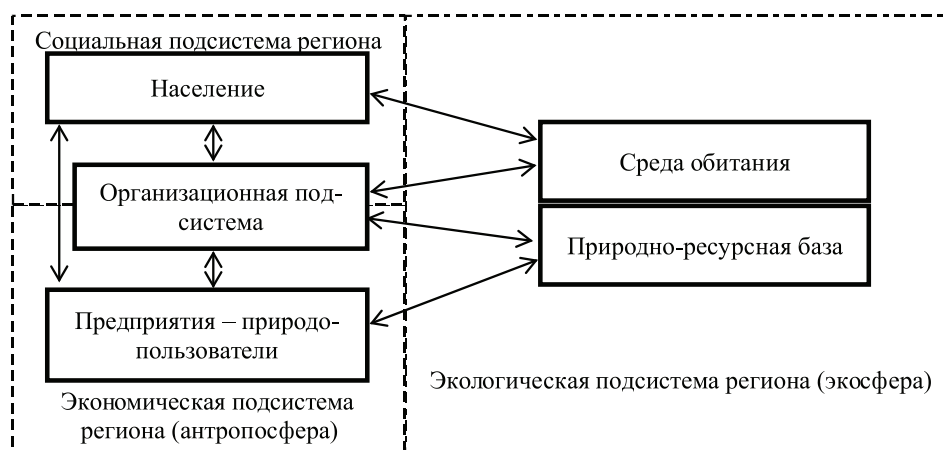 Социальная подсистема региона
Население
Организационная под-
система
Предприятия – природо-
пользователи
Экономическая подсистема
региона (антропосфера)
Среда обитания
Природно-ресурсная база
Экологическая подсистема региона (экосфера)